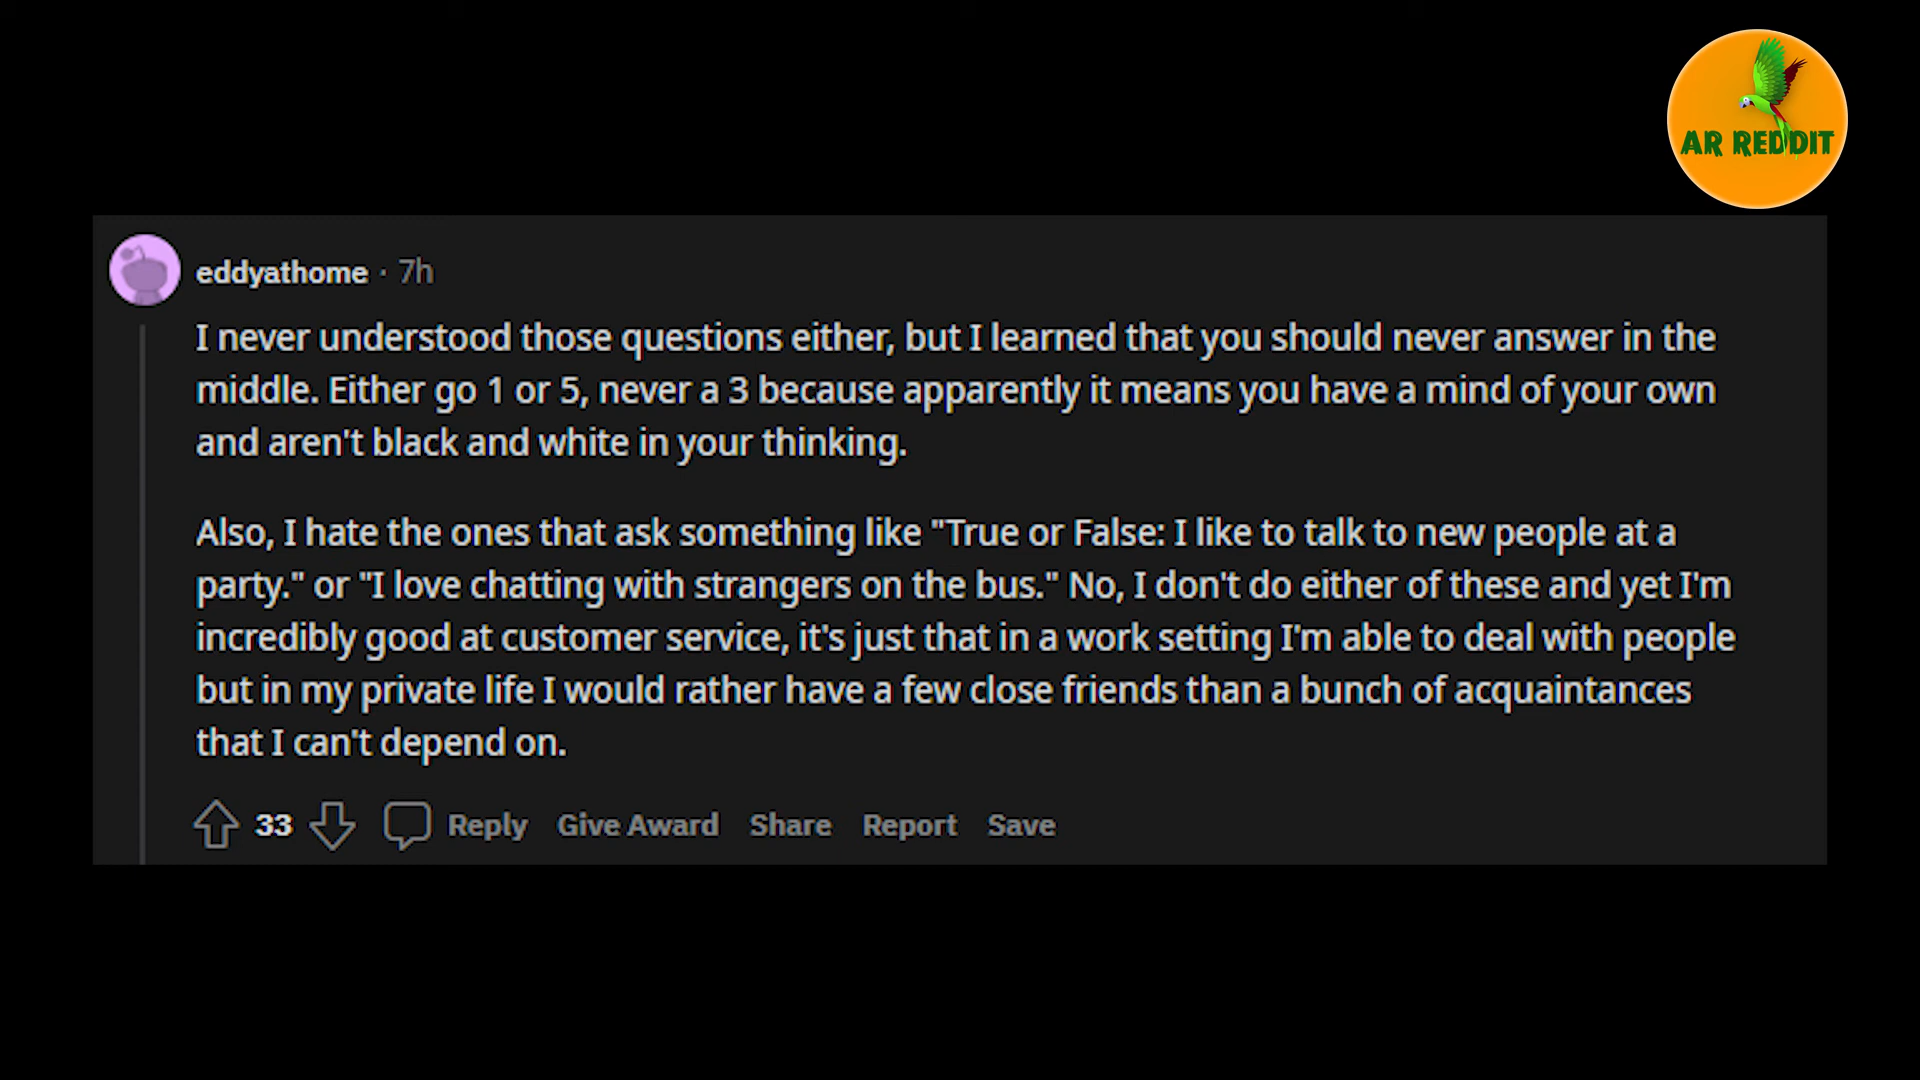 AR REDDIT
eddyathome · 7h
I never understood those questions either, but I learned that you should never answer in the
middle. Either go 1 or 5, never a 3 because apparently it means you have a mind of your own
and aren't black and white in your thinking.
Also, I hate the ones that ask something like "True or False: I like to talk to new people at a
party." or "I love chatting with strangers on the bus." No, I don't do either of these and yet I'm
incredibly good at customer service, it's just that in a work setting I'm able to deal with people
but in my private life I would rather have a few close friends than a bunch of acquaintances
that I can't depend on.
33 Reply Give Award Share Report Save